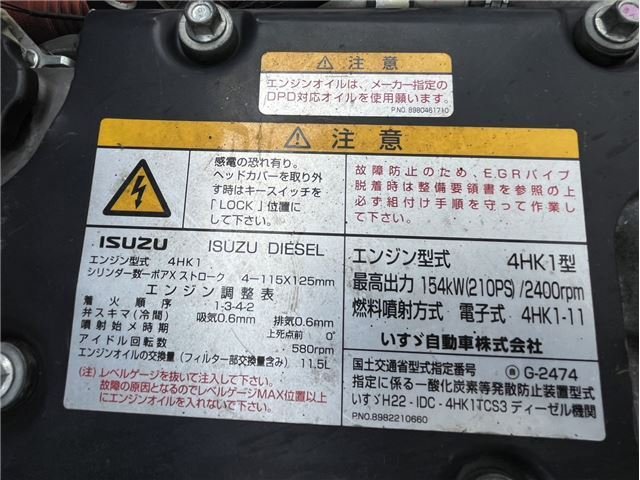 ⚠ 注意
エンジンオイルは、メーカー指定の
DPD対応オイルを使用願います。
P.NO.8980461710
⚠ 注意
感電の恐れ有り。
ヘッドカバーを取り外
す時はキースイッチを
「LOCK」位置に
して下さい。
故障防止のため、E.GRパイプ
脱着時は整備要領書を参照の上
必ず組付け手順を守って作業し
て下さい。
ISUZU ISUZU DIESEL
エンジン型式 4HK1
シリンダー数ーボアXストローク 4ー115X125mm
エンジン調整表
着火順序 1-3-4-2
弁スキマ(冷間) 吸気0.6mm 排気0.6mm
噴射始メ時期 上死点前 0°
アイドル回転数 580rpm
エンジンオイルの交換量(フィルター部交換量含み) 11.5L
(注)レベルゲージを抜いて注入して下さい。
故障の原因となるのでレベルゲージMAX位置以上
にエンジンオイルを入れないで下さい。
エンジン型式 4HK1型
最高出力 154kW(210PS)/2400rpm
燃料噴射方式 電子式 4HK1-11
いすゞ自動車株式会社
国土交通省型式指定番号 G-2474
指定に係る一酸化炭素等発散防止装置型式
いすゞH22-IDC-4HK1TCS3 ディーゼル機関
P.NO.8982210660